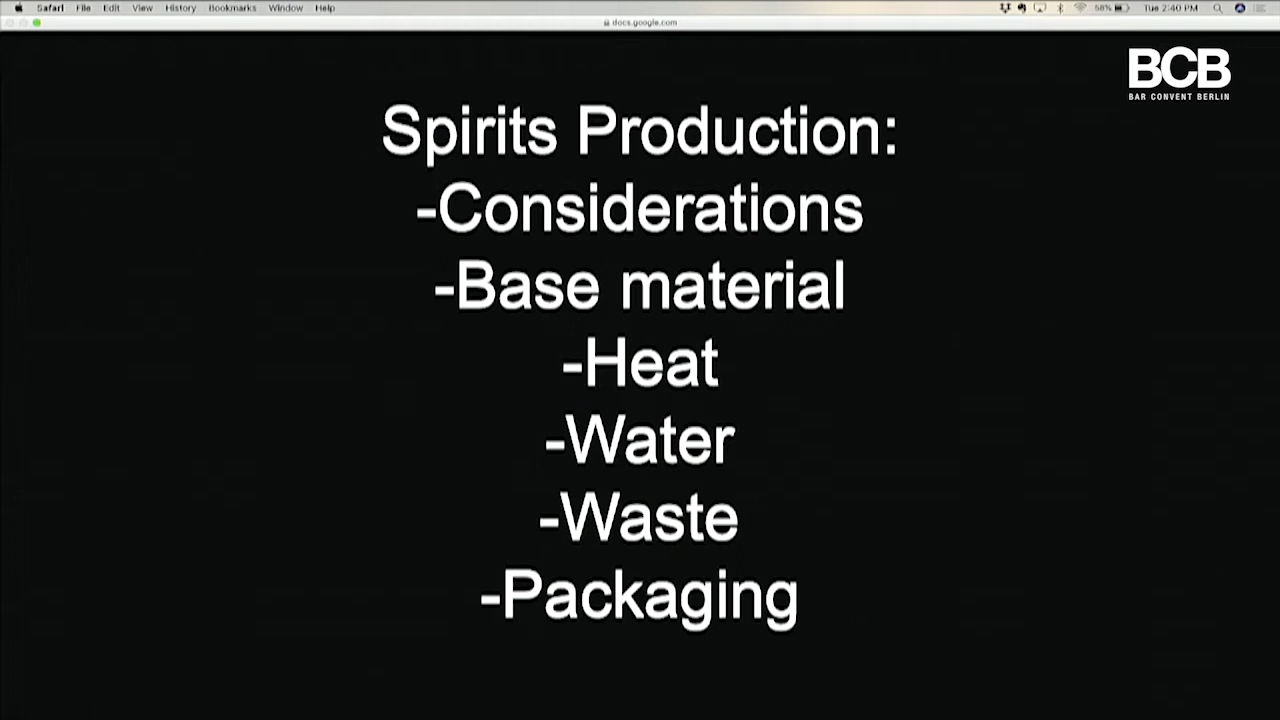 Safari File Edit View History Bookmarks Window Help 58% Tue 2:40 PM
docs.google.com
BCB
BAR CONVENT BERLIN
Spirits Production:
-Considerations
-Base material
-Heat
-Water
-Waste
-Packaging